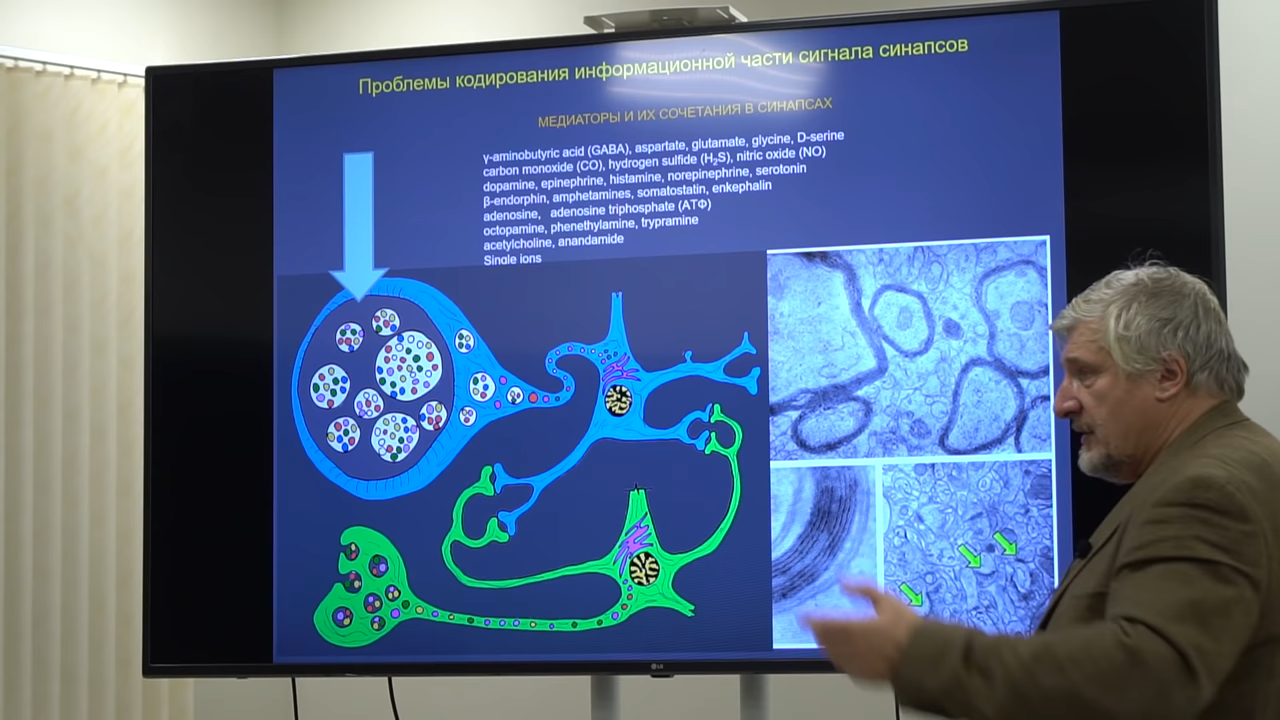 Проблемы кодирования информационной части сигнала синапсов
МЕДИАТОРЫ И ИХ СОЧЕТАНИЯ В СИНАПСАХ
γ-aminobutyric acid (GABA), aspartate, glutamate, glycine, D-serine
carbon monoxide (CO), hydrogen sulfide (H₂S), nitric oxide (NO)
dopamine, epinephrine, histamine, norepinephrine, serotonin
β-endorphin, amphetamines, somatostatin, enkephalin
adenosine, adenosine triphosphate (АТФ)
octopamine, phenethylamine, trypramine
acetylcholine, anandamide
Single ions
LG